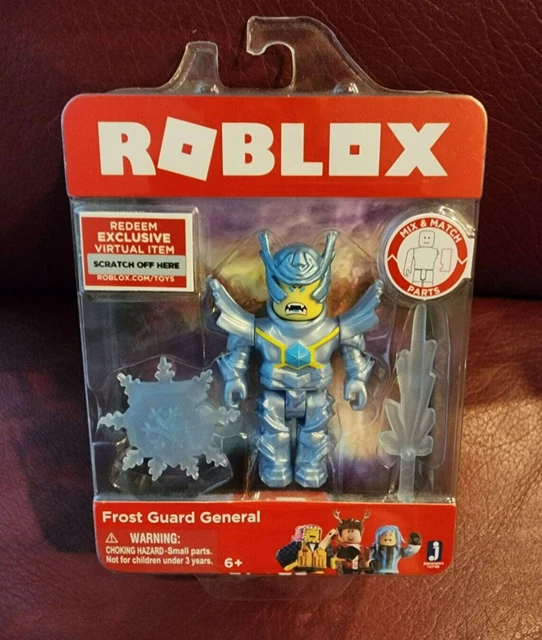 ROBLOX
REDEEM
EXCLUSIVE
VIRTUAL ITEM
SCRATCH OFF HERE
ROBLOX.COM/TOYS
MIX & MATCH
PARTS
Frost Guard General
WARNING:
CHOKING HAZARD-Small parts.
Not for children under 3 years.
6+